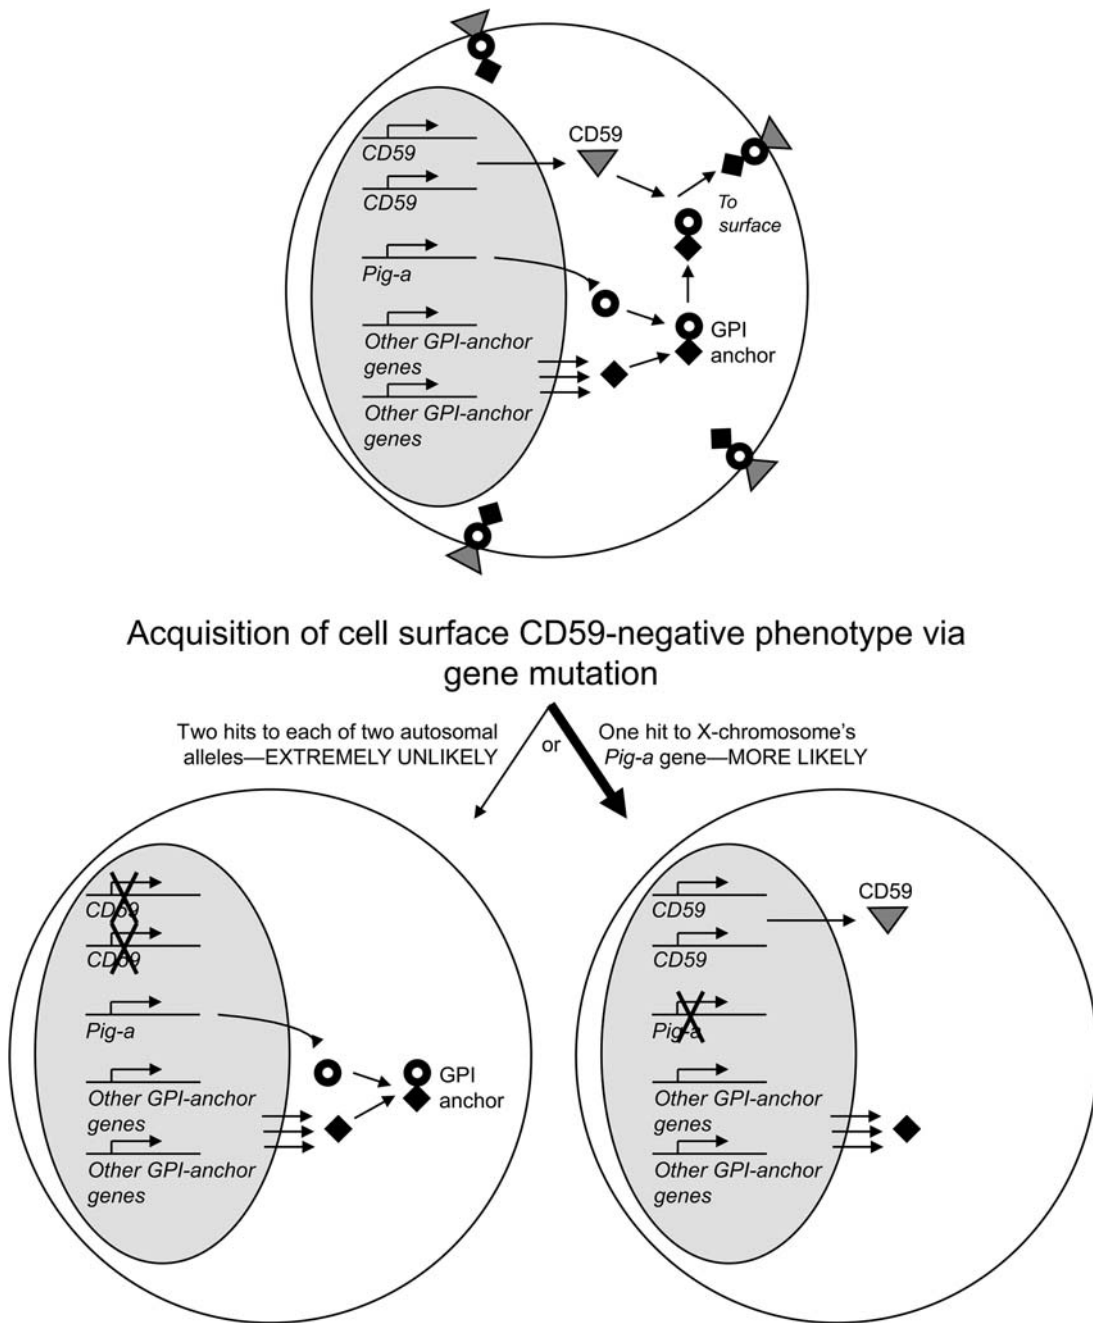 CD59
CD59
CD59
To
surface
Pig-a
GPI
anchor
Other GPI-anchor
genes
Other GPI-anchor
genes
Acquisition of cell surface CD59-negative phenotype via
gene mutation
Two hits to each of two autosomal
alleles—EXTREMELY UNLIKELY
or
One hit to X-chromosome's
Pig-a gene—MORE LIKELY
CD59
CD59
Pig-a
GPI
anchor
Other GPI-anchor
genes
Other GPI-anchor
genes
CD59
CD59
CD59
Pig-a
Other GPI-anchor
genes
Other GPI-anchor
genes